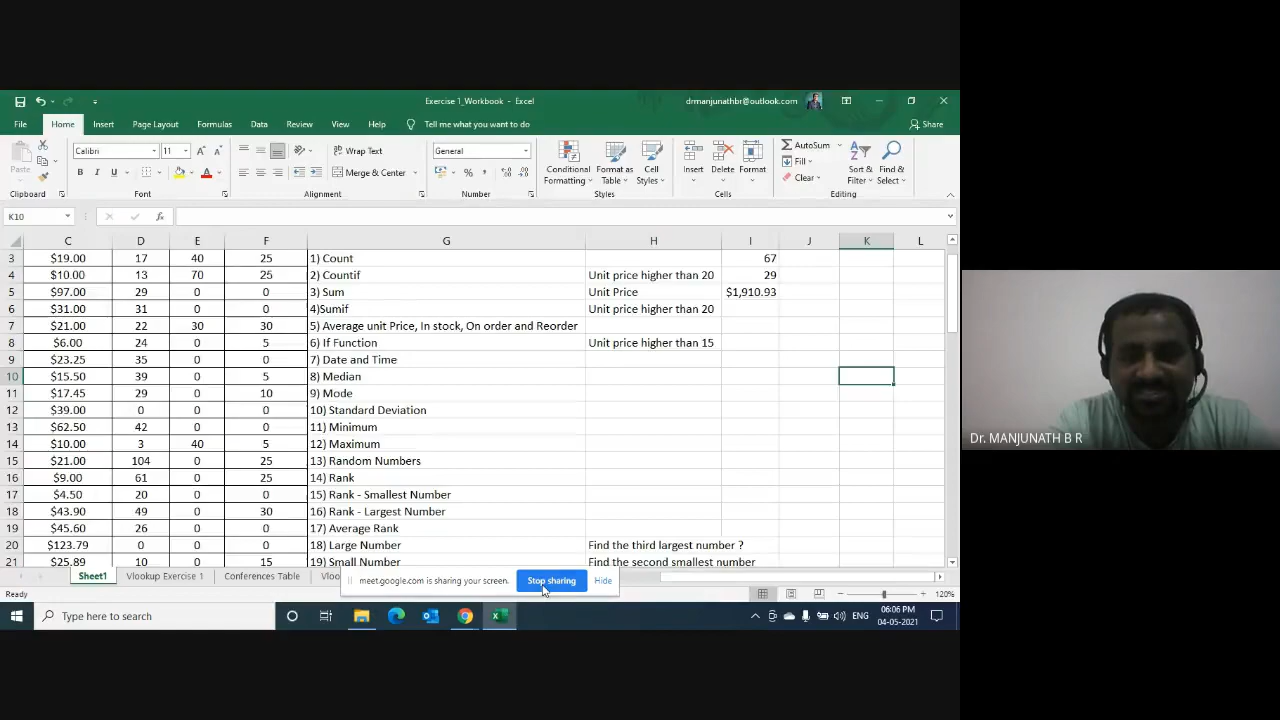 Exercise 1_Workbook - Excel
drmanjunathbr@outlook.com
File Home Insert Page Layout Formulas Data Review View Help Tell me what you want to do Share
Paste
Calibri 11
Wrap Text
General
AutoSum
Fill
Clear
B I U
Merge & Center
Conditional Formatting
Format as Table
Cell Styles
Insert Delete Format
Sort & Filter
Find & Select
Clipboard Font Alignment Number Styles Cells Editing
K10 fx
C D E F G H I J K L
3 $19.00 17 40 25 1) Count 67
4 $10.00 13 70 25 2) Countif Unit price higher than 20 29
5 $97.00 29 0 0 3) Sum Unit Price $1,910.93
6 $31.00 31 0 0 4)Sumif Unit price higher than 20
7 $21.00 22 30 30 5) Average unit Price, In stock, On order and Reorder
8 $6.00 24 0 5 6) If Function Unit price higher than 15
9 $23.25 35 0 0 7) Date and Time
10 $15.50 39 0 5 8) Median
11 $17.45 29 0 10 9) Mode
12 $39.00 0 0 0 10) Standard Deviation
13 $62.50 42 0 0 11) Minimum
14 $10.00 3 40 5 12) Maximum
15 $21.00 104 0 25 13) Random Numbers
16 $9.00 61 0 25 14) Rank
17 $4.50 20 0 0 15) Rank - Smallest Number
18 $43.90 49 0 30 16) Rank - Largest Number
19 $45.60 26 0 0 17) Average Rank
20 $123.79 0 0 0 18) Large Number Find the third largest number ?
21 $25.89 10 0 15 19) Small Number Find the second smallest number
Sheet1 Vlookup Exercise 1 Conferences Table
meet.google.com is sharing your screen. Stop sharing Hide
Ready 120%
Type here to search
ENG
06:06 PM
04-05-2021
Dr. MANJUNATH B R